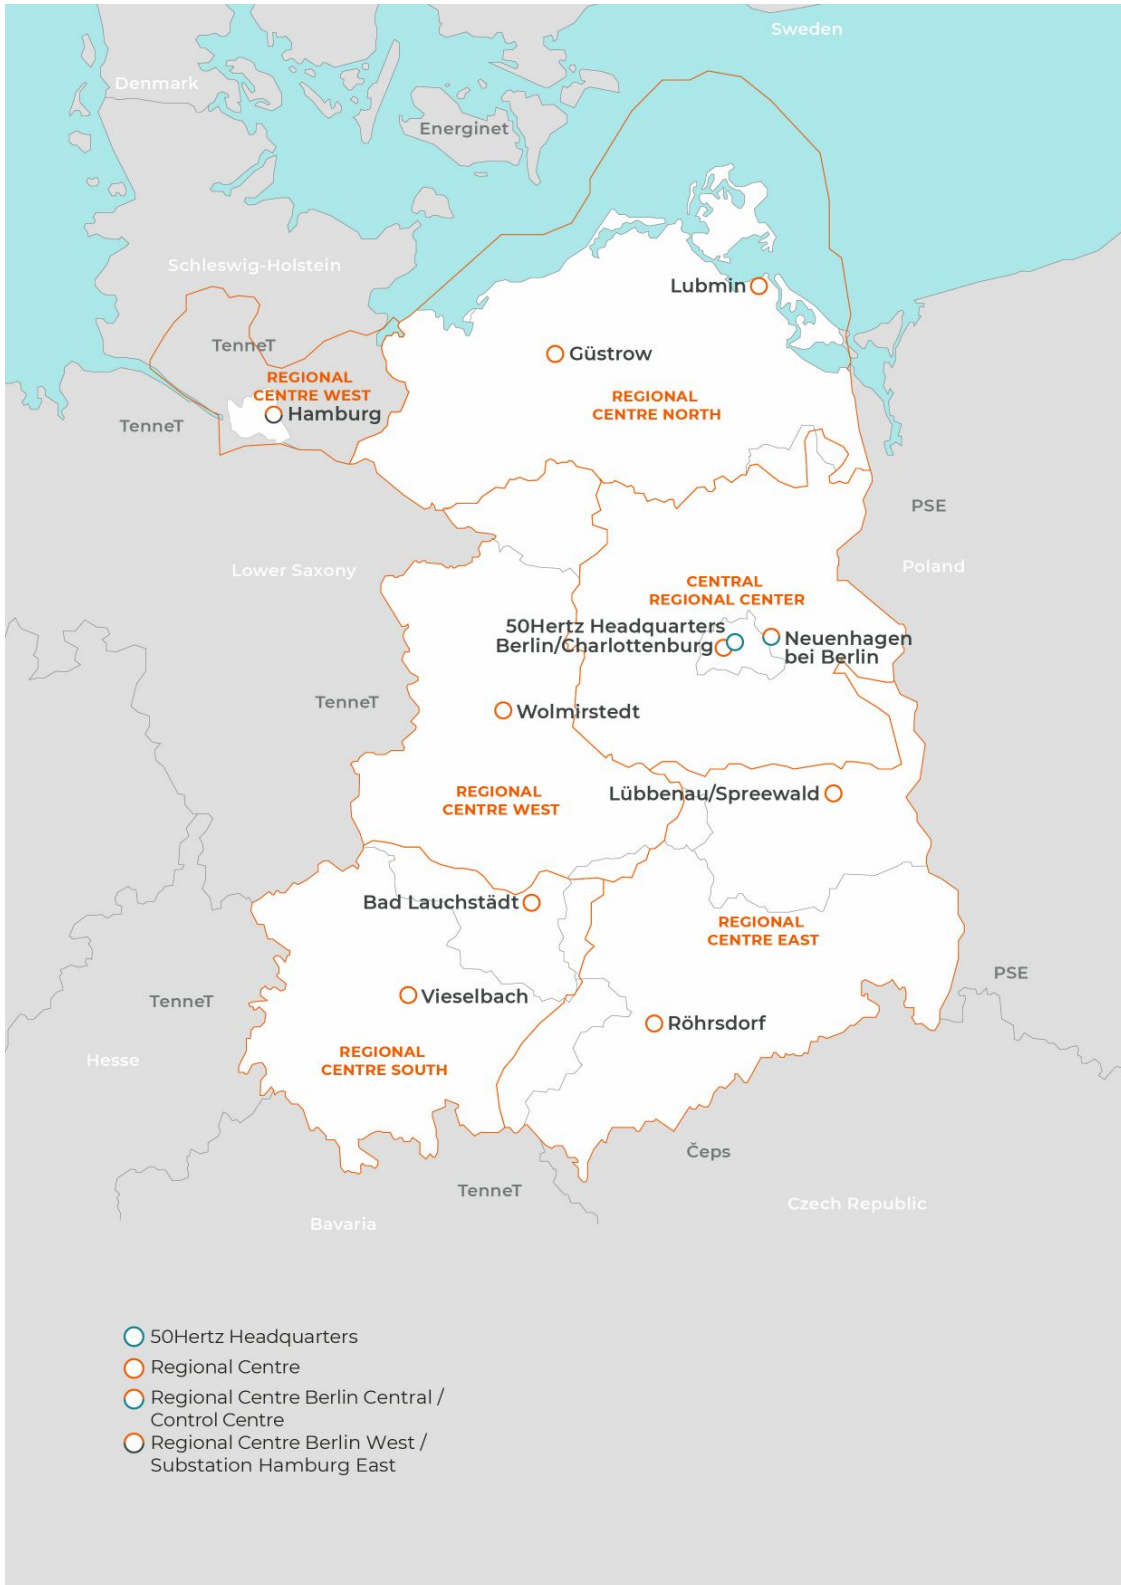 Sweden
Denmark
Energinet
Schleswig-Holstein
Lubmin
TenneT
Güstrow
REGIONAL
CENTRE WEST
Hamburg
REGIONAL
CENTRE NORTH
TenneT
PSE
Lower Saxony
Poland
CENTRAL
REGIONAL CENTER
50Hertz Headquarters
Berlin/Charlottenburg
Neuenhagen
bei Berlin
TenneT
Wolmirstedt
REGIONAL
CENTRE WEST
Lübbenau/Spreewald
Bad Lauchstädt
REGIONAL
CENTRE EAST
PSE
TenneT
Vieselbach
Röhrsdorf
Hesse
REGIONAL
CENTRE SOUTH
Čeps
TenneT
Czech Republic
Bavaria
50Hertz Headquarters
Regional Centre
Regional Centre Berlin Central /
Control Centre
Regional Centre Berlin West /
Substation Hamburg East